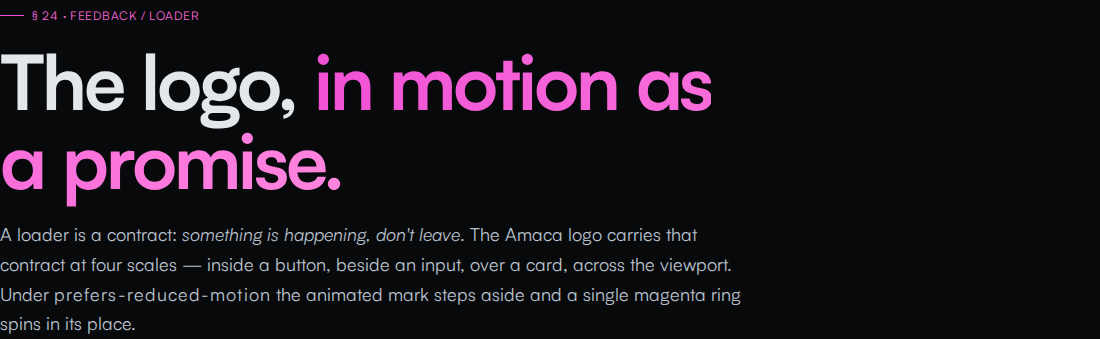 § 24 · FEEDBACK / LOADER
The logo, in motion as
a promise.
A loader is a contract: something is happening, don't leave. The Amaca logo carries that
contract at four scales — inside a button, beside an input, over a card, across the viewport.
Under prefers-reduced-motion the animated mark steps aside and a single magenta ring
spins in its place.